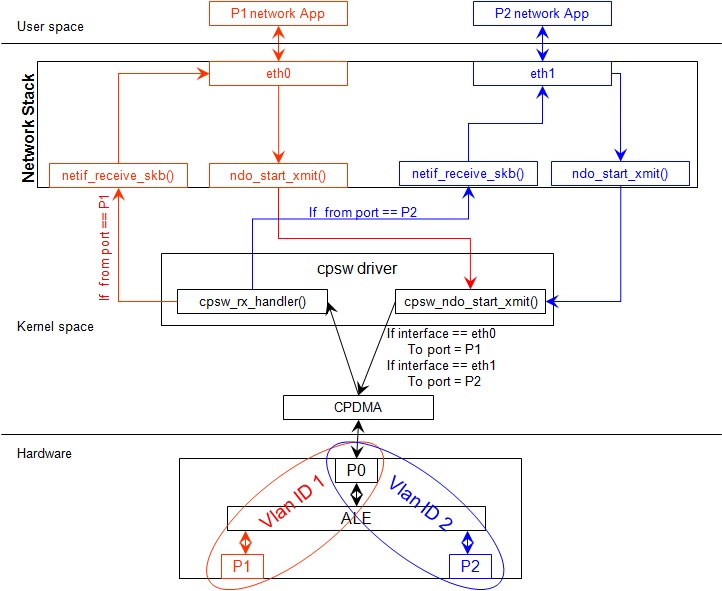 P1 network App
P2 network App
User space
Network Stack
eth0
eth1
netif_receive_skb()
ndo_start_xmit()
netif_receive_skb()
ndo_start_xmit()
If from port == P1
If from port == P2
cpsw driver
cpsw_rx_handler()
cpsw_ndo_start_xmit()
Kernel space
If interface == eth0
To port = P1
If interface == eth1
To port = P2
CPDMA
Hardware
P0
Vlan ID 1
Vlan ID 2
ALE
P1
P2